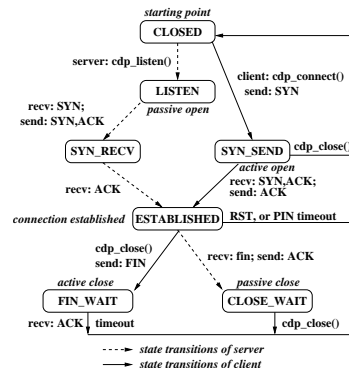 starting point
CLOSED
server: cdp_listen()
client: cdp_connect()
send: SYN
LISTEN
passive open
recv: SYN;
send: SYN,ACK
SYN_RECV
SYN_SEND
cdp_close()
active open
recv: ACK
recv: SYN,ACK;
send: ACK
connection established
ESTABLISHED
RST, or PIN timeout
cdp_close()
send: FIN
recv: fin; send: ACK
active close
passive close
FIN_WAIT
CLOSE_WAIT
recv: ACK
timeout
cdp_close()
state transitions of server
state transitions of client